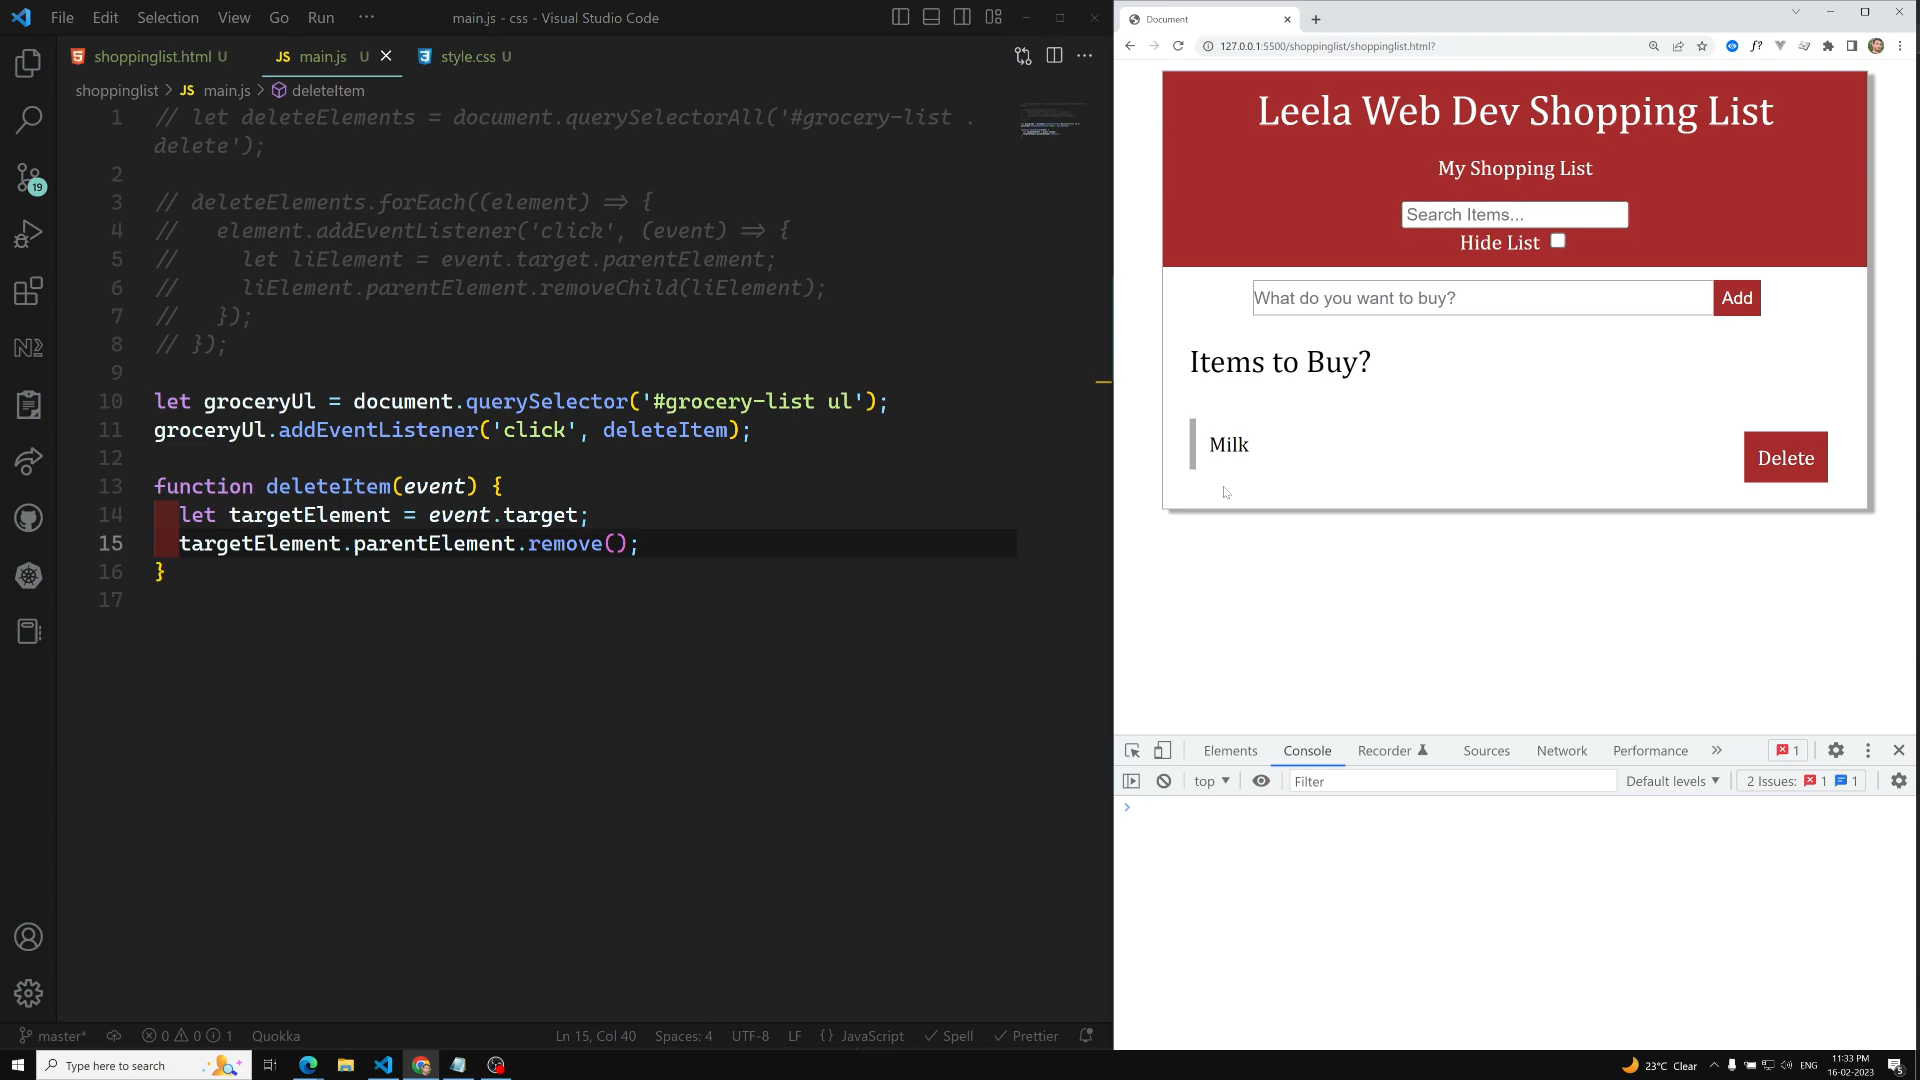 File Edit Selection View Go Run ··· main.js - css - Visual Studio Code
shoppinglist.html U JS main.js U style.css U
shoppinglist > JS main.js > deleteItem
1 // let deleteElements = document.querySelectorAll('#grocery-list .
delete');
2
3 // deleteElements.forEach((element) => {
4 //   element.addEventListener('click', (event) => {
5 //     let liElement = event.target.parentElement;
6 //     liElement.parentElement.removeChild(liElement);
7 //   });
8 // });
9
10 let groceryUl = document.querySelector('#grocery-list ul');
11 groceryUl.addEventListener('click', deleteItem);
12
13 function deleteItem(event) {
14   let targetElement = event.target;
15   targetElement.parentElement.remove();
16 }
17
19
master* 0 0 1 Quokka Ln 15, Col 40 Spaces: 4 UTF-8 LF {} JavaScript Spell Prettier
Document
127.0.0.1:5500/shoppinglist/shoppinglist.html?
Leela Web Dev Shopping List
My Shopping List
Search Items...
Hide List
What do you want to buy? Add
Items to Buy?
Milk Delete
Elements Console Recorder Sources Network Performance » 1
top Filter Default levels 2 Issues: 1 1
Type here to search
23°C Clear ENG 11:33 PM
16-02-2023 5